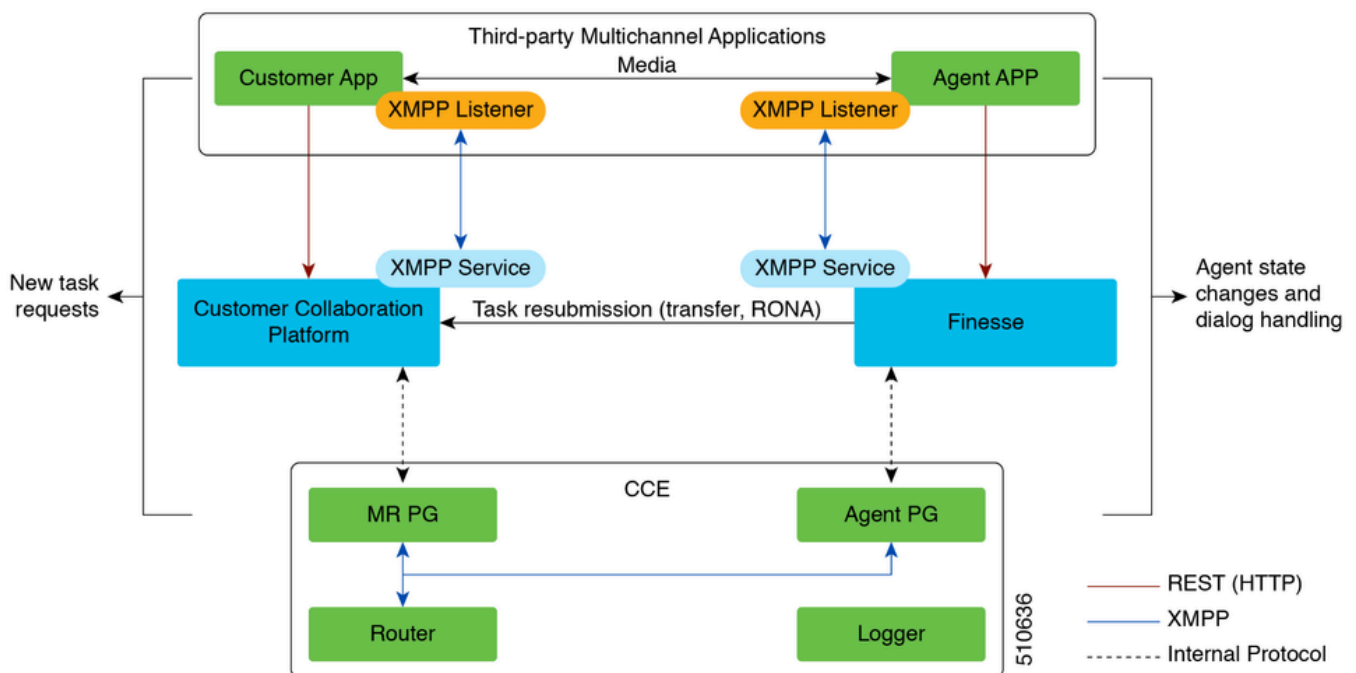 Third-party Multichannel Applications
Customer App
Media
Agent APP
XMPP Listener
XMPP Listener
XMPP Service
XMPP Service
New task
requests
Customer Collaboration
Platform
Task resubmission (transfer, RONA)
Finesse
Agent state
changes and
dialog handling
CCE
MR PG
Agent PG
Router
Logger
510636
REST (HTTP)
XMPP
Internal Protocol